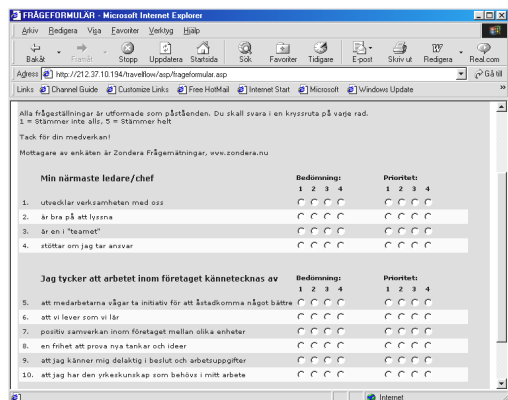 FRÅGEFORMULÄR - Microsoft Internet Explorer
Arkiv Redigera Visa Favoriter Verktyg Hjälp
Bakåt Framåt Stopp Uppdatera Startsida Sök Favoriter Tidigare E-post Skriv ut Redigera Real.com
Adress http://212.37.10.194/travelflow/asp/frageformular.asp Gå till
Links Channel Guide Customize Links Free HotMail Internet Start Microsoft Windows Update »
Alla frågeställningar är utformade som påståenden. Du skall svara i en kryssruta på varje rad.
1 = Stämmer inte alls, 5 = Stämmer helt
Tack för din medverkan!
Mottagare av enkäten är Zondera Frågemätningar, www.zondera.nu
Min närmaste ledare/chef Bedömning: Prioritet:
1 2 3 4 1 2 3 4
1. utvecklar verksamheten med oss
2. är bra på att lyssna
3. är en i "teamet"
4. stöttar om jag tar ansvar
Jag tycker att arbetet inom företaget kännetecknas av Bedömning: Prioritet:
1 2 3 4 1 2 3 4
5. att medarbetarna vågar ta initiativ för att åstadkomma något bättre
6. att vi lever som vi lär
7. positiv samverkan inom företaget mellan olika enheter
8. en frihet att prova nya tankar och ideer
9. att jag känner mig delaktig i beslut och arbetsuppgifter
10. att jag har den yrkeskunskap som behövs i mitt arbete
Internet